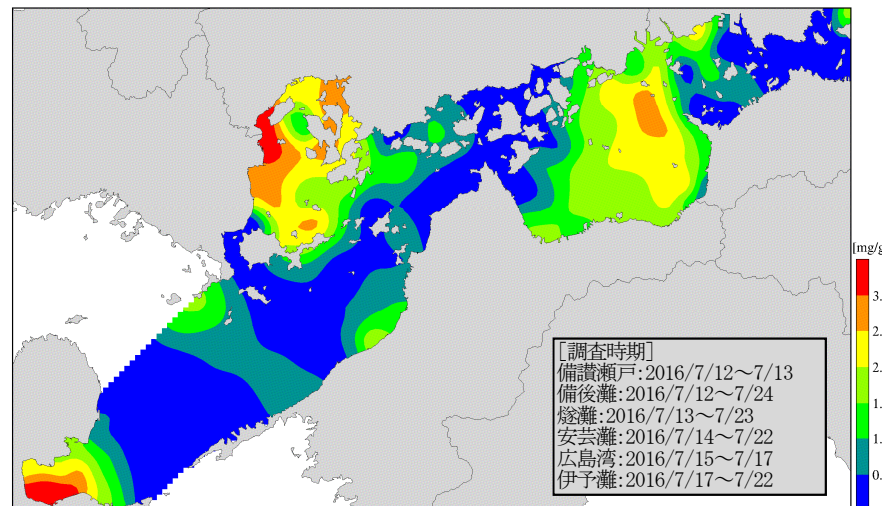 [mg/g
3.
2.
2.
1.
1.
0.
[調査時期]
備讃瀬戸:2016/7/12～7/13
備後灘:2016/7/12～7/24
燧灘:2016/7/13～7/23
安芸灘:2016/7/14～7/22
広島湾:2016/7/15～7/17
伊予灘:2016/7/17～7/22